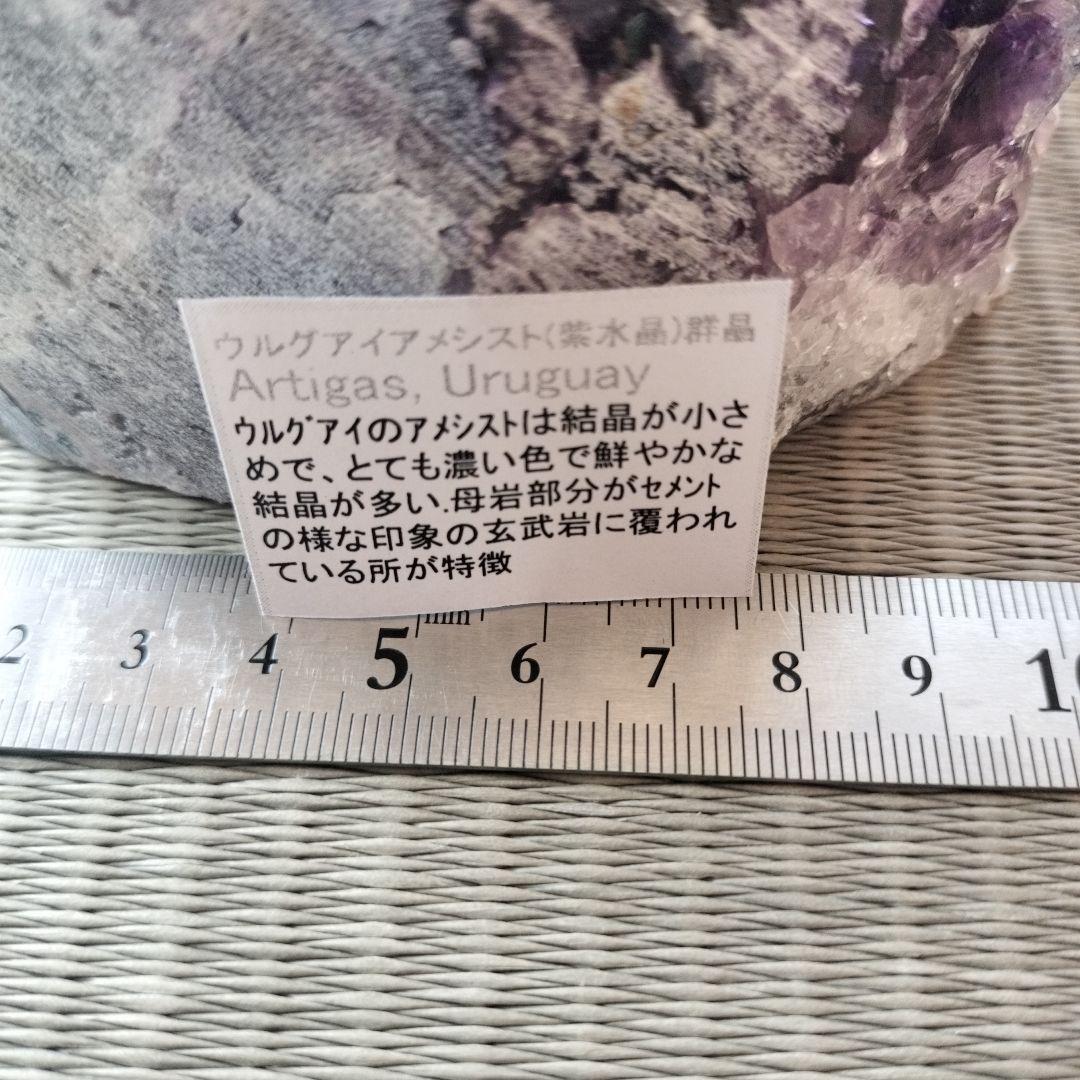 ウルグアイアメシスト(紫水晶)群晶
Artigas, Uruguay
ｳﾙｸﾞｱｲのｱﾒｼｽﾄは結晶が小さ
めで、とても濃い色で鮮やかな
結晶が多い.母岩部分がｾﾒﾝﾄ
の様な印象の玄武岩に覆われ
ている所が特徴
mm
2 3 4 5 6 7 8 9 10